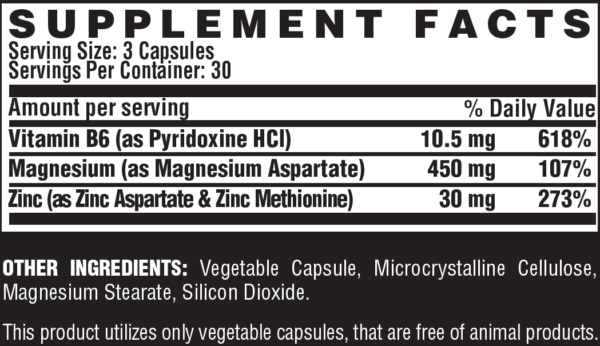 SUPPLEMENT FACTS
Serving Size: 3 Capsules
Servings Per Container: 30
Amount per serving % Daily Value
Vitamin B6 (as Pyridoxine HCl) 10.5 mg 618%
Magnesium (as Magnesium Aspartate) 450 mg 107%
Zinc (as Zinc Aspartate & Zinc Methionine) 30 mg 273%
OTHER INGREDIENTS: Vegetable Capsule, Microcrystalline Cellulose,
Magnesium Stearate, Silicon Dioxide.
This product utilizes only vegetable capsules, that are free of animal products.